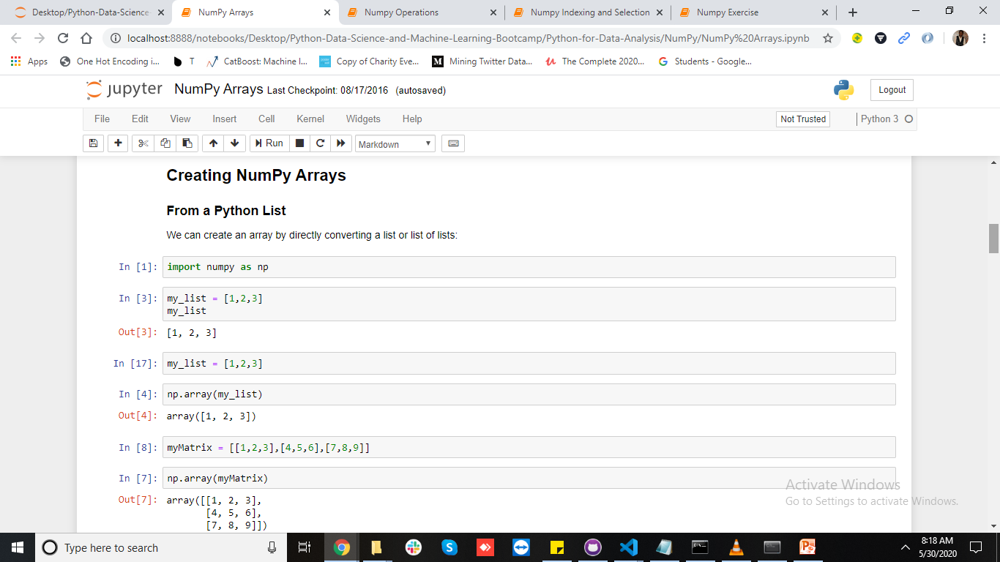 Desktop/Python-Data-Science-
NumPy Arrays
Numpy Operations
Numpy Indexing and Selection
Numpy Exercise
localhost:8888/notebooks/Desktop/Python-Data-Science-and-Machine-Learning-Bootcamp/Python-for-Data-Analysis/NumPy/NumPy%20Arrays.ipynb
Apps
One Hot Encoding i...
T
CatBoost: Machine l...
Copy of Charity Eve...
Mining Twitter Data...
The Complete 2020...
Students - Google...
jupyter NumPy Arrays Last Checkpoint: 08/17/2016 (autosaved)
Logout
File Edit View Insert Cell Kernel Widgets Help
Not Trusted
Python 3
Run
Markdown
Creating NumPy Arrays
From a Python List
We can create an array by directly converting a list or list of lists:
In [1]: import numpy as np
In [3]: my_list = [1,2,3]
my_list
Out[3]: [1, 2, 3]
In [17]: my_list = [1,2,3]
In [4]: np.array(my_list)
Out[4]: array([1, 2, 3])
In [8]: myMatrix = [[1,2,3],[4,5,6],[7,8,9]]
In [7]: np.array(myMatrix)
Out[7]: array([[1, 2, 3],
[4, 5, 6],
[7, 8, 9]])
Activate Windows
Go to Settings to activate Windows.
Type here to search
8:18 AM
5/30/2020